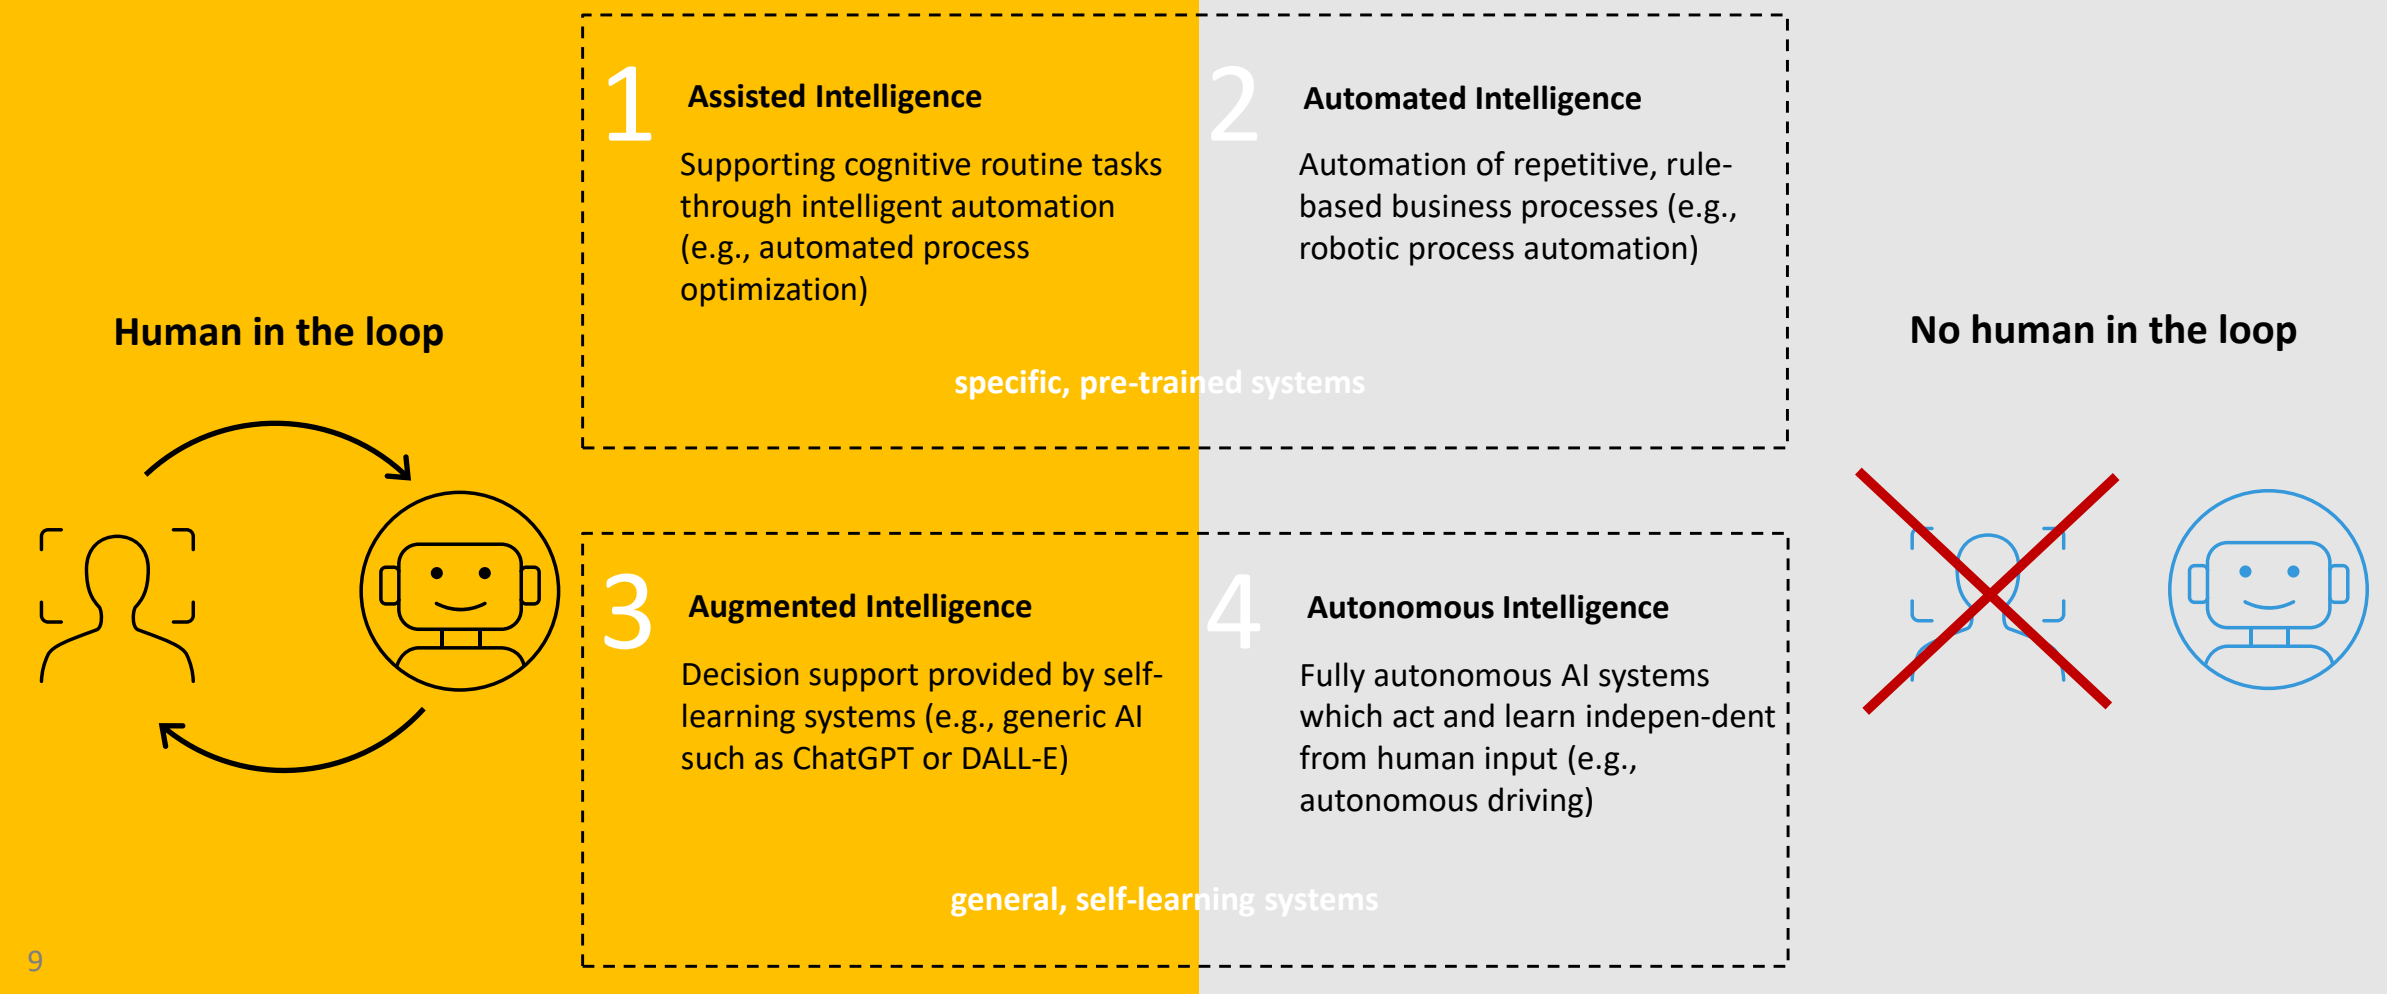 Human in the loop
1
Assisted Intelligence
Supporting cognitive routine tasks
through intelligent automation
(e.g., automated process
optimization)
2
Automated Intelligence
Automation of repetitive, rule-
based business processes (e.g.,
robotic process automation)
specific, pre-trained systems
3
Augmented Intelligence
Decision support provided by self-
learning systems (e.g., generic AI
such as ChatGPT or DALL-E)
4
Autonomous Intelligence
Fully autonomous AI systems
which act and learn indepen-dent
from human input (e.g.,
autonomous driving)
general, self-learning systems
No human in the loop
9